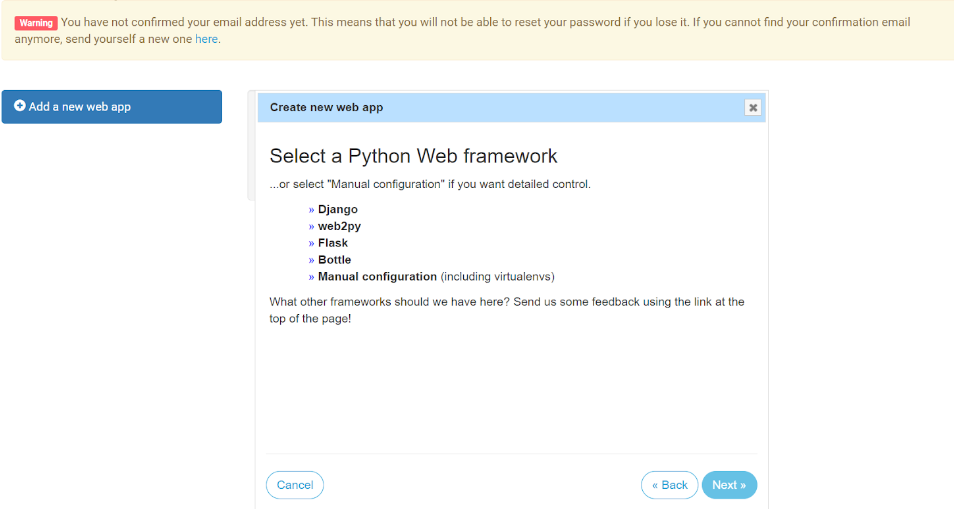 Warning You have not confirmed your email address yet. This means that you will not be able to reset your password if you lose it. If you cannot find your confirmation email
anymore, send yourself a new one here.
Add a new web app
Create new web app
Select a Python Web framework
...or select "Manual configuration" if you want detailed control.
» Django
» web2py
» Flask
» Bottle
» Manual configuration (including virtualenvs)
What other frameworks should we have here? Send us some feedback using the link at the
top of the page!
Cancel
« Back
Next »